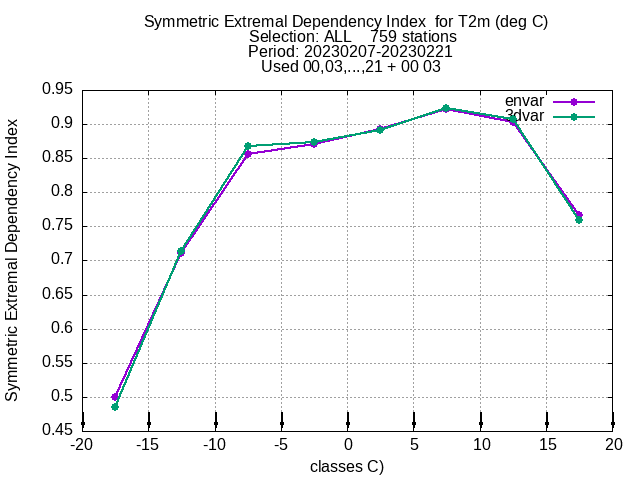 Symmetric Extremal Dependency Index  for T2m (deg C)
Selection: ALL    759 stations
Period: 20230207-20230221
Used 00,03,...,21 + 00 03
Symmetric Extremal Dependency Index
0.95
0.9
0.85
0.8
0.75
0.7
0.65
0.6
0.55
0.5
0.45
envar
3dvar
-20 -15 -10 -5 0 5 10 15 20
classes C)